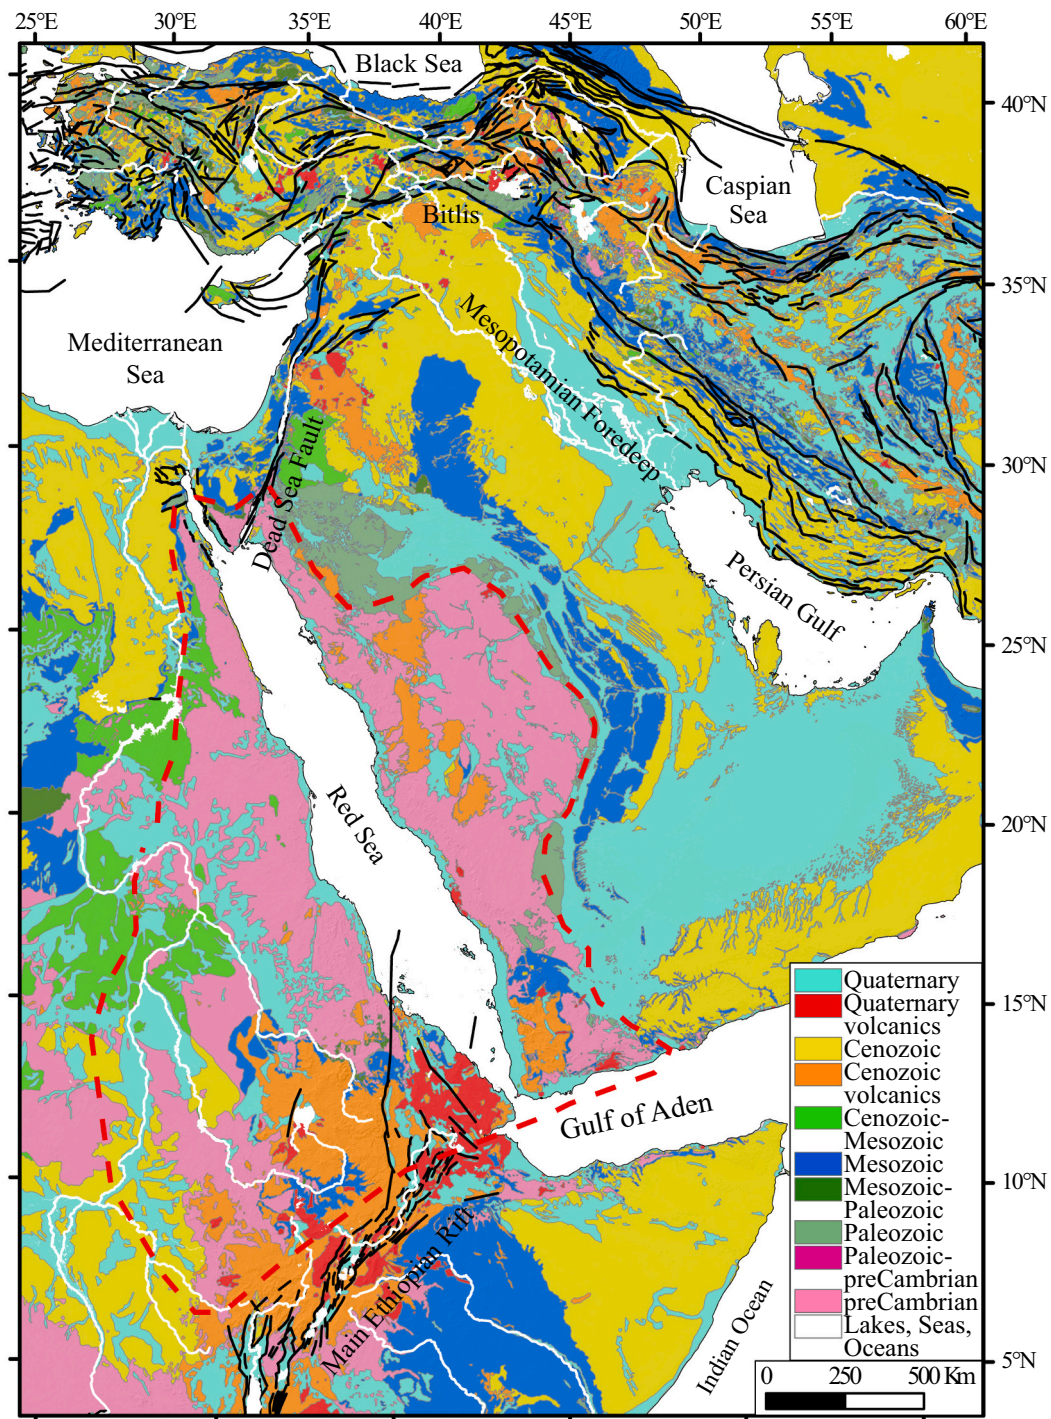 25°E 30°E 35°E 40°E 45°E 50°E 55°E 60°E
Black Sea
40°N
Caspian
Sea
Bitlis
35°N
Mediterranean
Sea
Mesopotamian Foredeep
30°N
Dead Sea Fault
Persian Gulf
25°N
Red Sea
20°N
15°N
Gulf of Aden
10°N
Main Ethiopian Rift
Indian Ocean
5°N
Quaternary
Quaternary
volcanics
Cenozoic
Cenozoic
volcanics
Cenozoic-
Mesozoic
Mesozoic
Mesozoic-
Paleozoic
Paleozoic
Paleozoic-
preCambrian
preCambrian
Lakes, Seas,
Oceans
0 250 500 Km